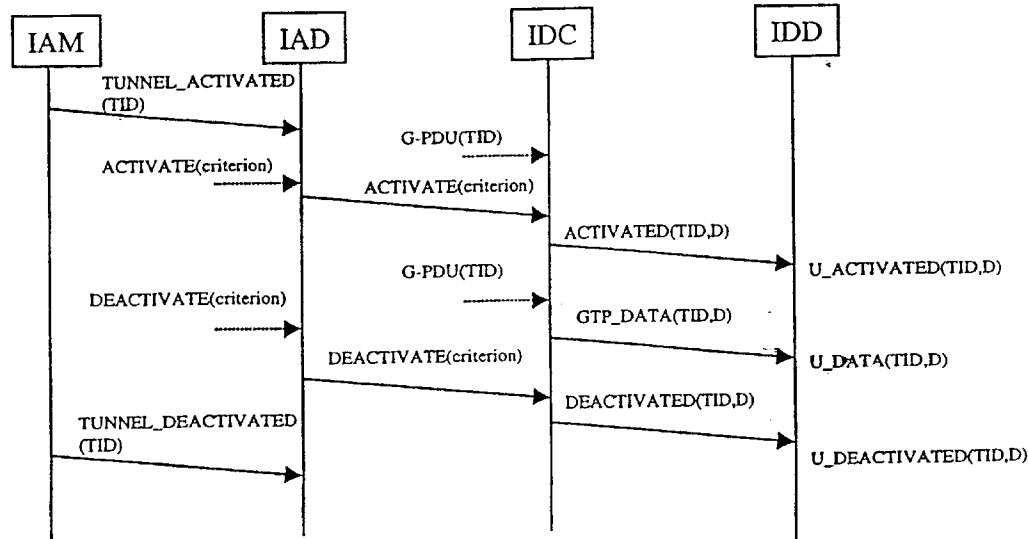 IAM
IAD
IDC
IDD
TUNNEL_ACTIVATED
(TID)
G-PDU(TID)
ACTIVATE(criterion)
ACTIVATE(criterion)
ACTIVATED(TID,D)
U_ACTIVATED(TID,D)
G-PDU(TID)
DEACTIVATE(criterion)
GTP_DATA(TID,D)
U_DATA(TID,D)
DEACTIVATE(criterion)
DEACTIVATED(TID,D)
TUNNEL_DEACTIVATED
(TID)
U_DEACTIVATED(TID,D)